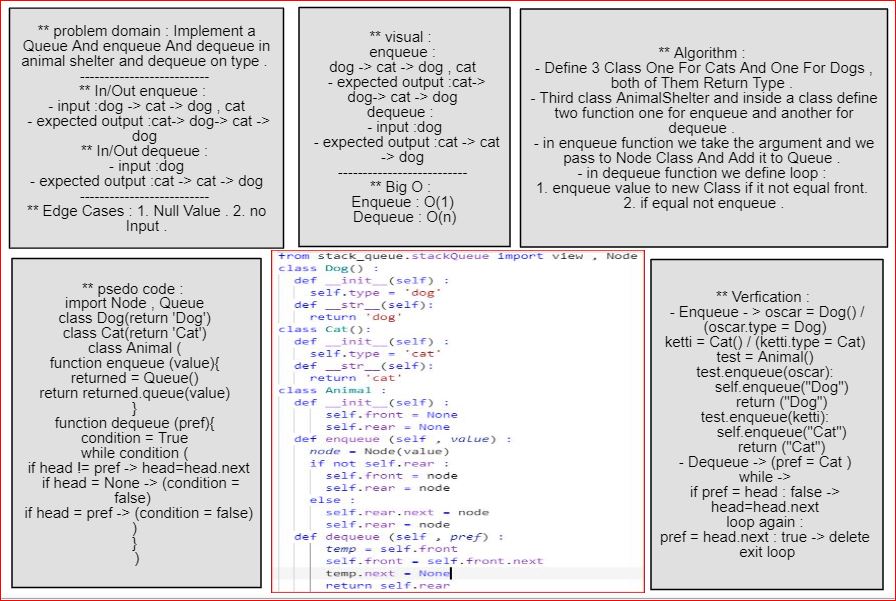 ** problem domain : Implement a
Queue And enqueue And dequeue in
animal shelter and dequeue on type .
--------------------------
** In/Out enqueue :
- input :dog -> cat -> dog , cat
- expected output :cat-> dog-> cat ->
dog
** In/Out dequeue :
- input :dog
- expected output :cat -> cat -> dog
--------------------------
** Edge Cases : 1. Null Value . 2. no
Input .
** visual :
enqueue :
dog -> cat -> dog , cat
- expected output :cat->
dog-> cat -> dog
dequeue :
- input :dog
- expected output :cat -> cat
-> dog
--------------------------
** Big O :
Enqueue : O(1)
Dequeue : O(n)
** Algorithm :
- Define 3 Class One For Cats And One For Dogs ,
both of Them Return Type .
- Third class AnimalShelter and inside a class define
two function one for enqueue and another for
dequeue .
- in enqueue function we take the argument and we
pass to Node Class And Add it to Queue .
- in dequeue function we define loop :
1. enqueue value to new Class if it not equal front.
2. if equal not enqueue .
** psedo code :
import Node , Queue
class Dog(return 'Dog')
class Cat(return 'Cat')
class Animal (
function enqueue (value){
returned = Queue()
return returned.queue(value)
}
function dequeue (pref){
condition = True
while condition (
if head != pref -> head=head.next
if head = None -> (condition =
false)
if head = pref -> (condition = false)
)
}
)
from stack_queue.stackQueue import view , Node
class Dog() :
def __init__(self) :
self.type = 'dog'
def __str__(self):
return 'dog'
class Cat():
def __init__(self) :
self.type = 'cat'
def __str__(self):
return 'cat'
class Animal :
def __init__(self) :
self.front = None
self.rear = None
def enqueue (self , value) :
node = Node(value)
if not self.rear :
self.front = node
self.rear = node
else :
self.rear.next = node
self.rear = node
def dequeue (self , pref) :
temp = self.front
self.front = self.front.next
temp.next = None
return self.rear
** Verfication :
- Enqueue - > oscar = Dog() /
(oscar.type = Dog)
ketti = Cat() / (ketti.type = Cat)
test = Animal()
test.enqueue(oscar):
self.enqueue("Dog")
return ("Dog")
test.enqueue(ketti):
self.enqueue("Cat")
return ("Cat")
- Dequeue -> (pref = Cat )
while ->
if pref = head : false ->
head=head.next
loop again :
pref = head.next : true -> delete
exit loop